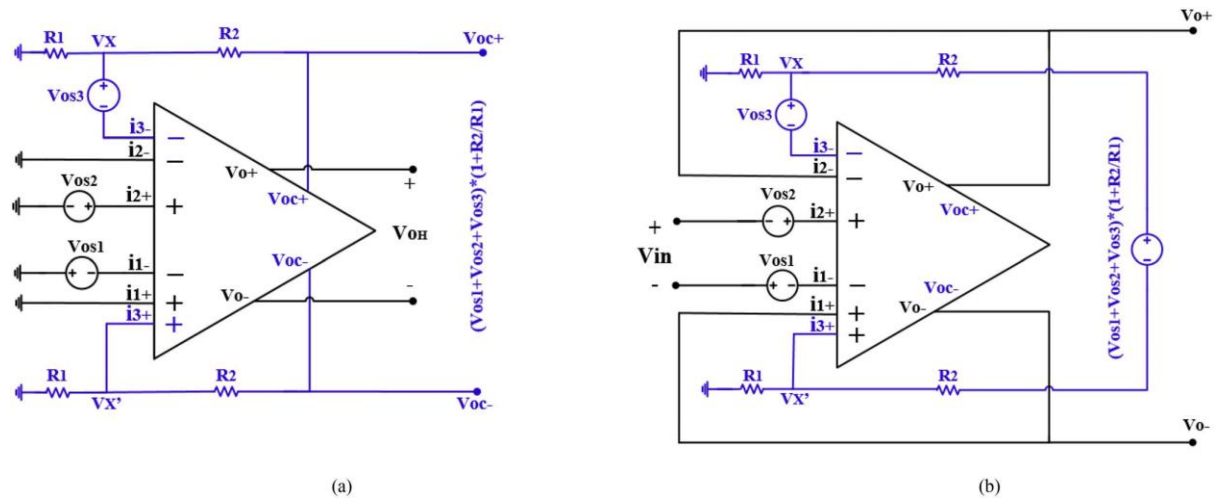 R1
VX
R2
Voc+
Vos3
i3-
i2-
Vos2
i2+
Vo+
Voc+
+
VOH
-
Vos1
i1-
i1+
i3+
Voc-
Vo-
R1
VX'
R2
Voc-
(Vos1+Vos2+Vos3)*(1+R2/R1)
(a)
Vo+
R1
VX
R2
Vos3
i3-
i2-
Vos2
i2+
Vo+
Voc+
+
Vin
-
Vos1
i1-
i1+
i3+
Voc-
Vo-
R1
VX'
R2
(Vos1+Vos2+Vos3)*(1+R2/R1)
Vo-
(b)